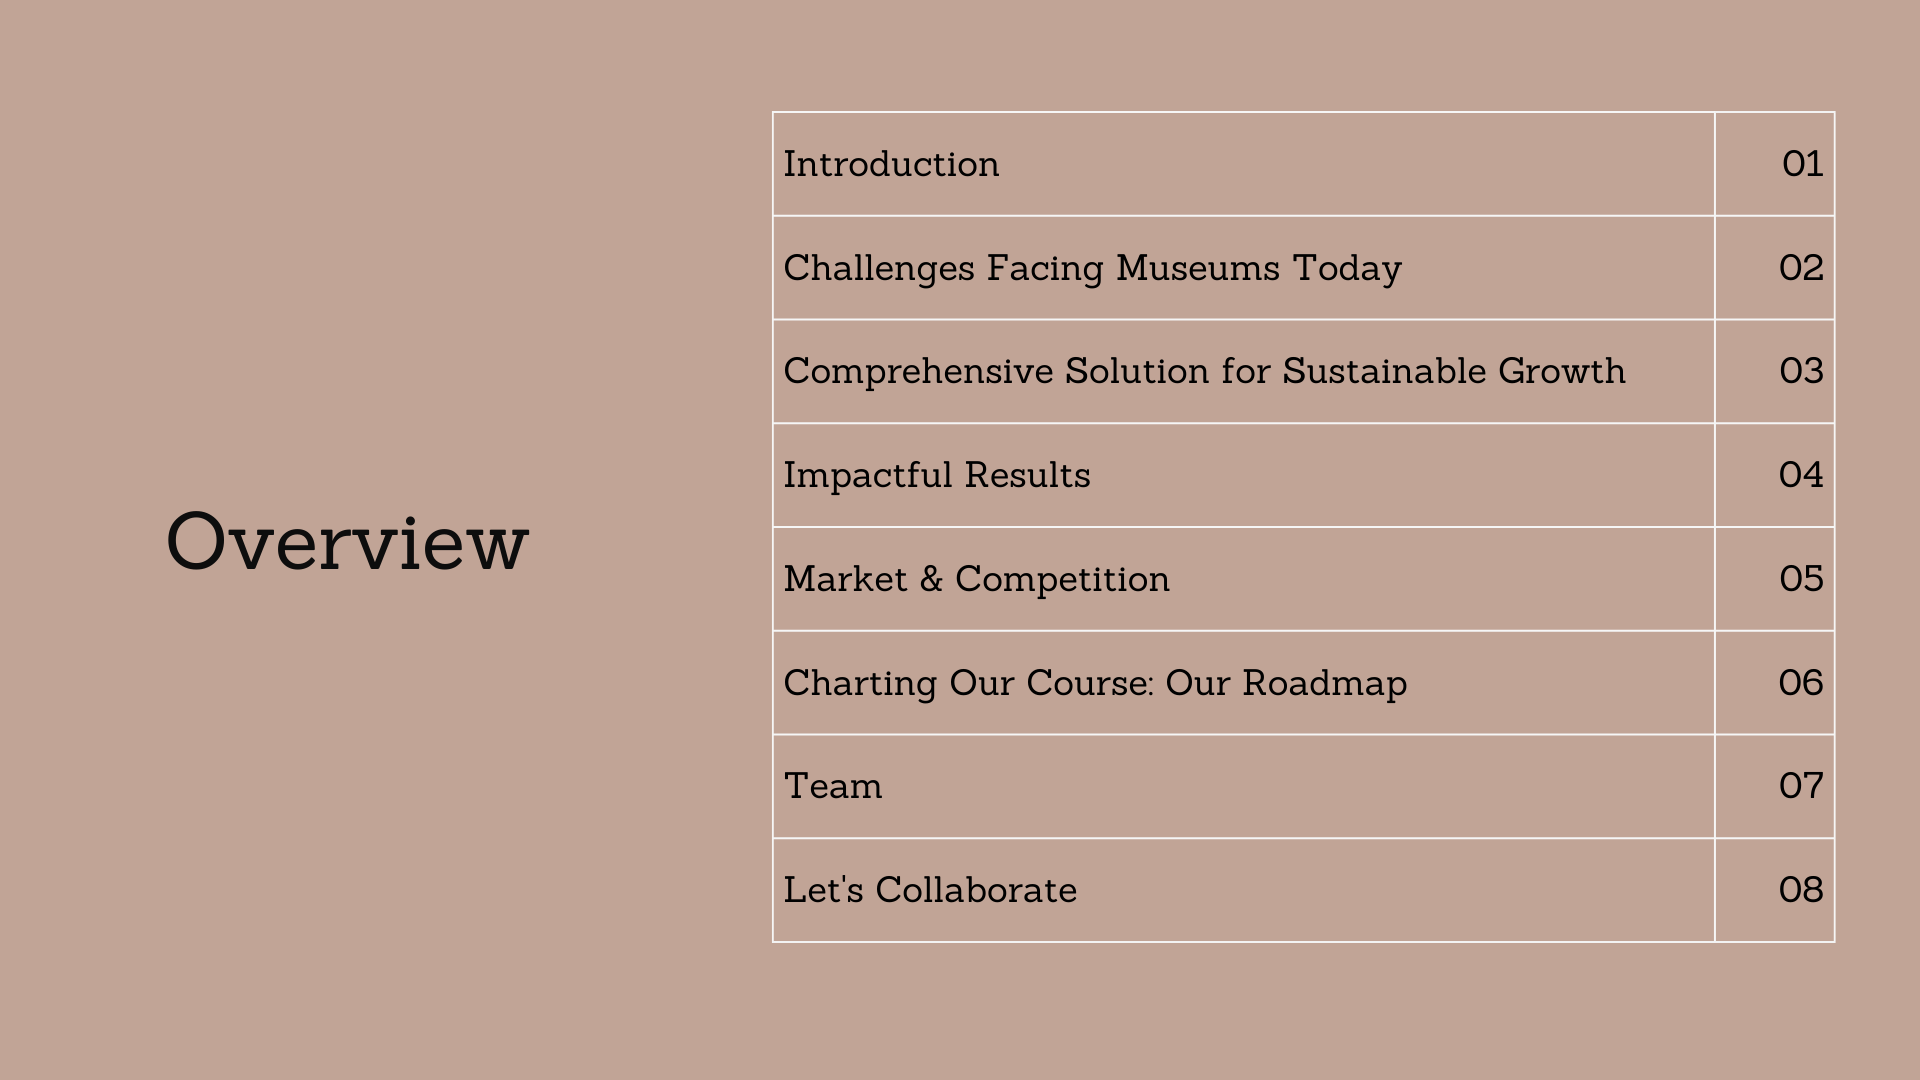 Overview
Introduction 01
Challenges Facing Museums Today 02
Comprehensive Solution for Sustainable Growth 03
Impactful Results 04
Market & Competition 05
Charting Our Course: Our Roadmap 06
Team 07
Let's Collaborate 08